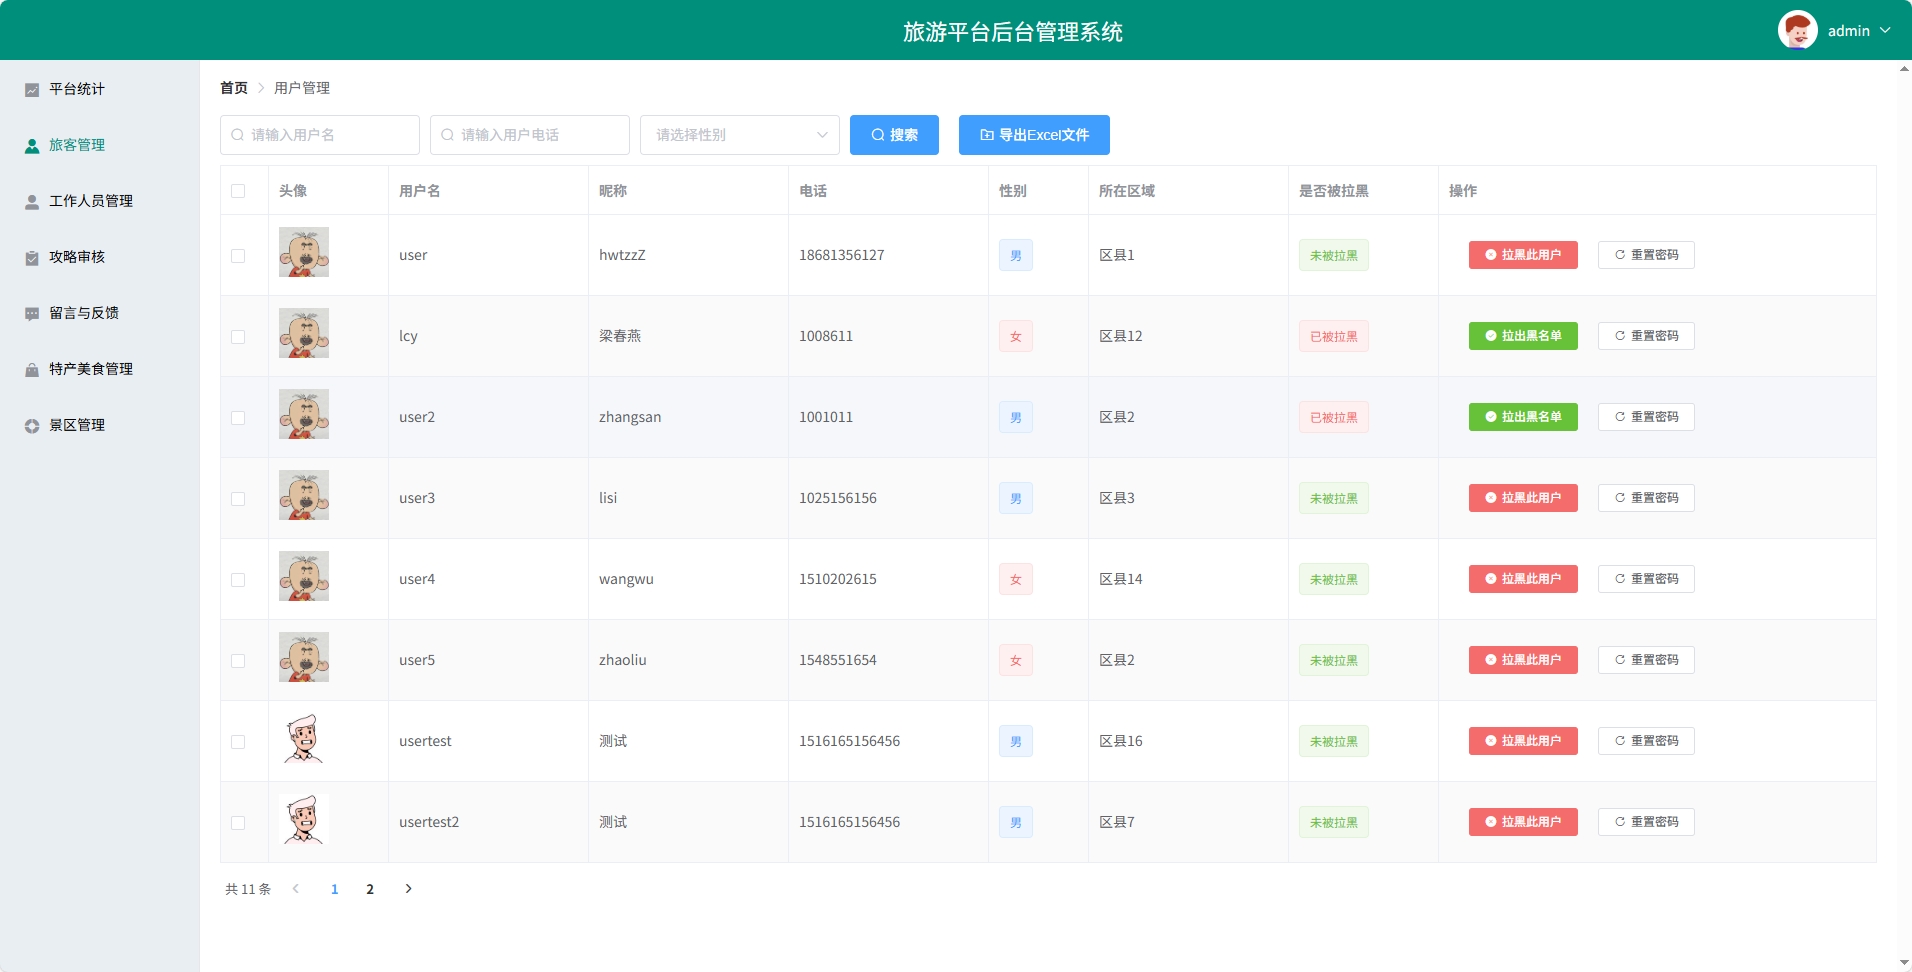 旅游平台后台管理系统
admin
平台统计
旅客管理
工作人员管理
攻略审核
留言与反馈
特产美食管理
景区管理
首页 > 用户管理
请输入用户名 请输入用户电话 请选择性别 搜索 导出Excel文件
头像 用户名 昵称 电话 性别 所在区域 是否被拉黑 操作
user hwtzzZ 18681356127 男 区县1 未被拉黑 拉黑此用户 重置密码
lcy 梁春燕 1008611 女 区县12 已被拉黑 拉出黑名单 重置密码
user2 zhangsan 1001011 男 区县2 已被拉黑 拉出黑名单 重置密码
user3 lisi 1025156156 男 区县3 未被拉黑 拉黑此用户 重置密码
user4 wangwu 1510202615 女 区县14 未被拉黑 拉黑此用户 重置密码
user5 zhaoliu 1548551654 女 区县2 未被拉黑 拉黑此用户 重置密码
usertest 测试 1516165156456 男 区县16 未被拉黑 拉黑此用户 重置密码
usertest2 测试 1516165156456 男 区县7 未被拉黑 拉黑此用户 重置密码
共 11 条 < 1 2 >